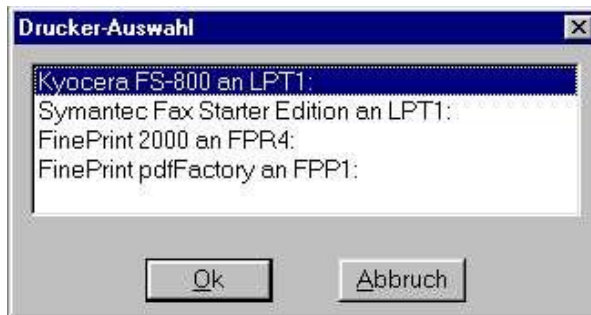 Drucker-Auswahl
Kyocera FS-800 an LPT1:
Symantec Fax Starter Edition an LPT1:
FinePrint 2000 an FPR4:
FinePrint pdfFactory an FPP1:
Ok
Abbruch